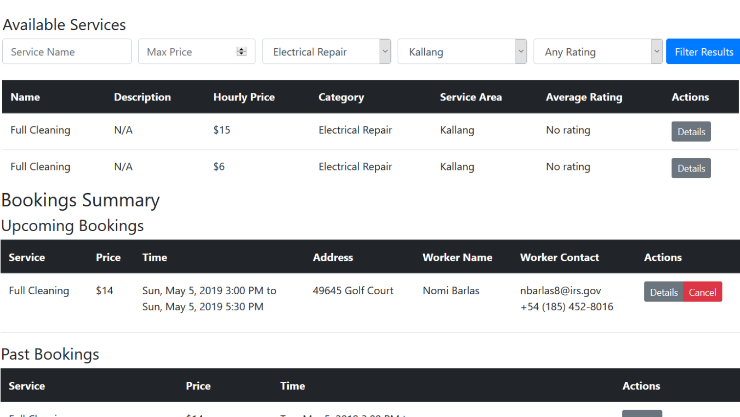 Available Services
Service Name Max Price Electrical Repair Kallang Any Rating Filter Results
Name Description Hourly Price Category Service Area Average Rating Actions
Full Cleaning N/A $15 Electrical Repair Kallang No rating Details
Full Cleaning N/A $6 Electrical Repair Kallang No rating Details
Bookings Summary
Upcoming Bookings
Service Price Time Address Worker Name Worker Contact Actions
Full Cleaning $14 Sun, May 5, 2019 3:00 PM to 49645 Golf Court Nomi Barlas nbarlas8@irs.gov Details Cancel
Sun, May 5, 2019 5:30 PM +54 (185) 452-8016
Past Bookings
Service Price Time Actions